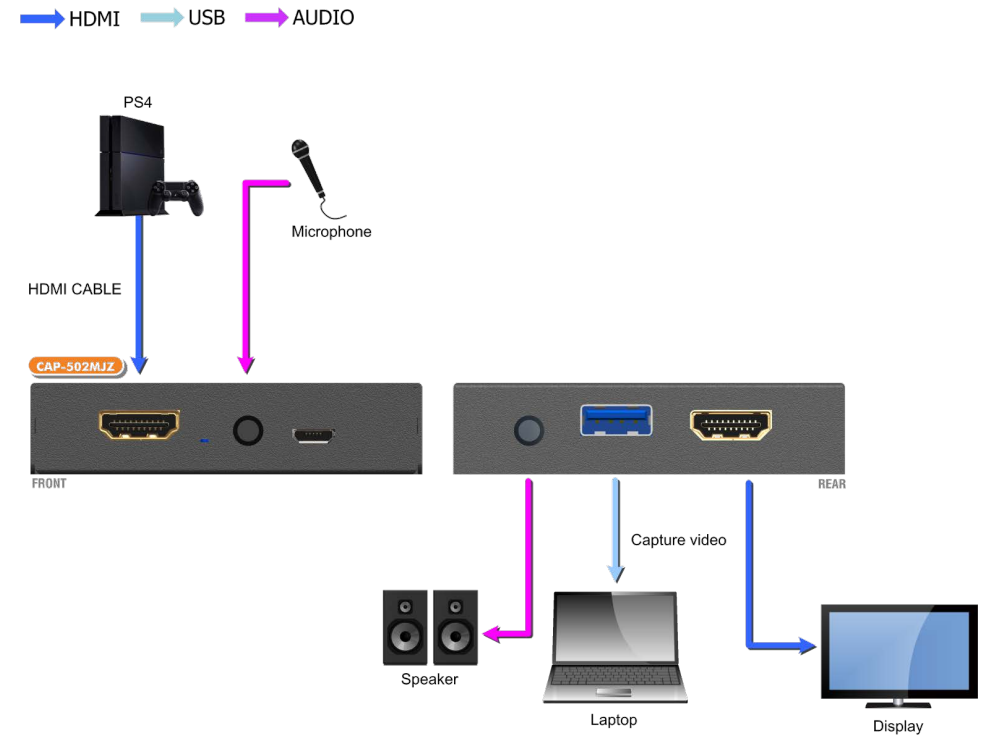 HDMI USB AUDIO
PS4
Microphone
HDMI CABLE
CAP-502MJZ
FRONT
REAR
Capture video
Speaker
Laptop
Display